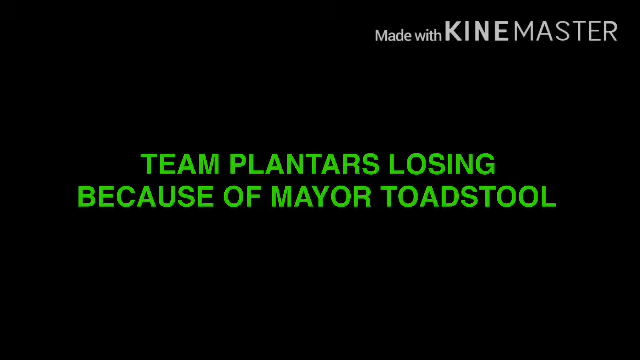 Made with KINEMASTER
TEAM PLANTARS LOSING
BECAUSE OF MAYOR TOADSTOOL